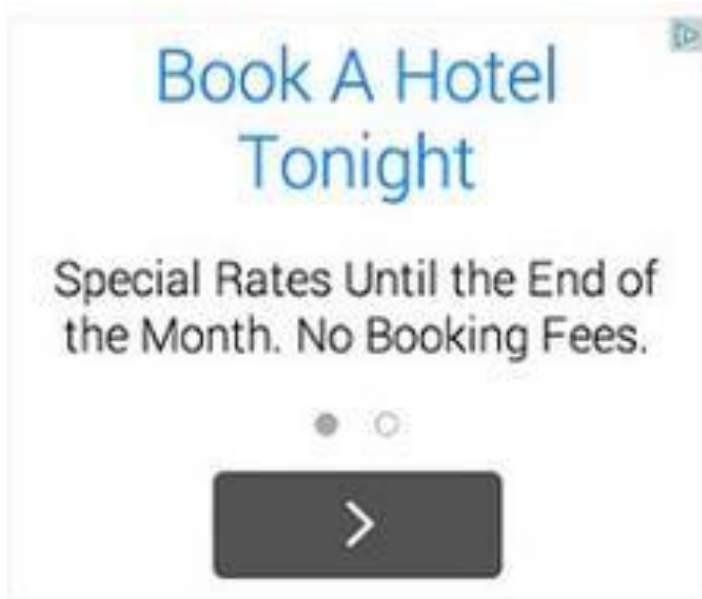 Book A Hotel
Tonight
Special Rates Until the End of
the Month. No Booking Fees.